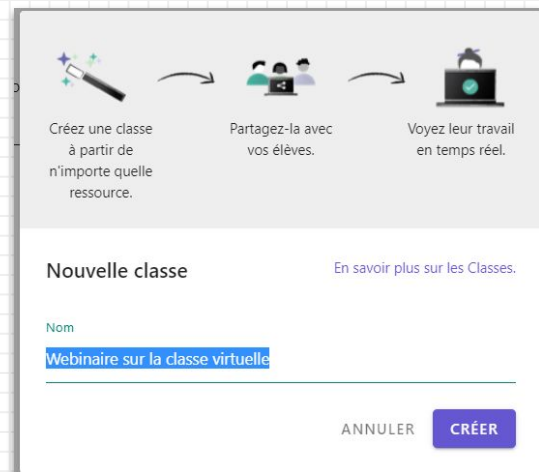 Créez une classe
à partir de
n'importe quelle
ressource.
Partagez-la avec
vos élèves.
Voyez leur travail
en temps réel.
Nouvelle classe
En savoir plus sur les Classes.
Nom
Webinaire sur la classe virtuelle
ANNULER
CRÉER